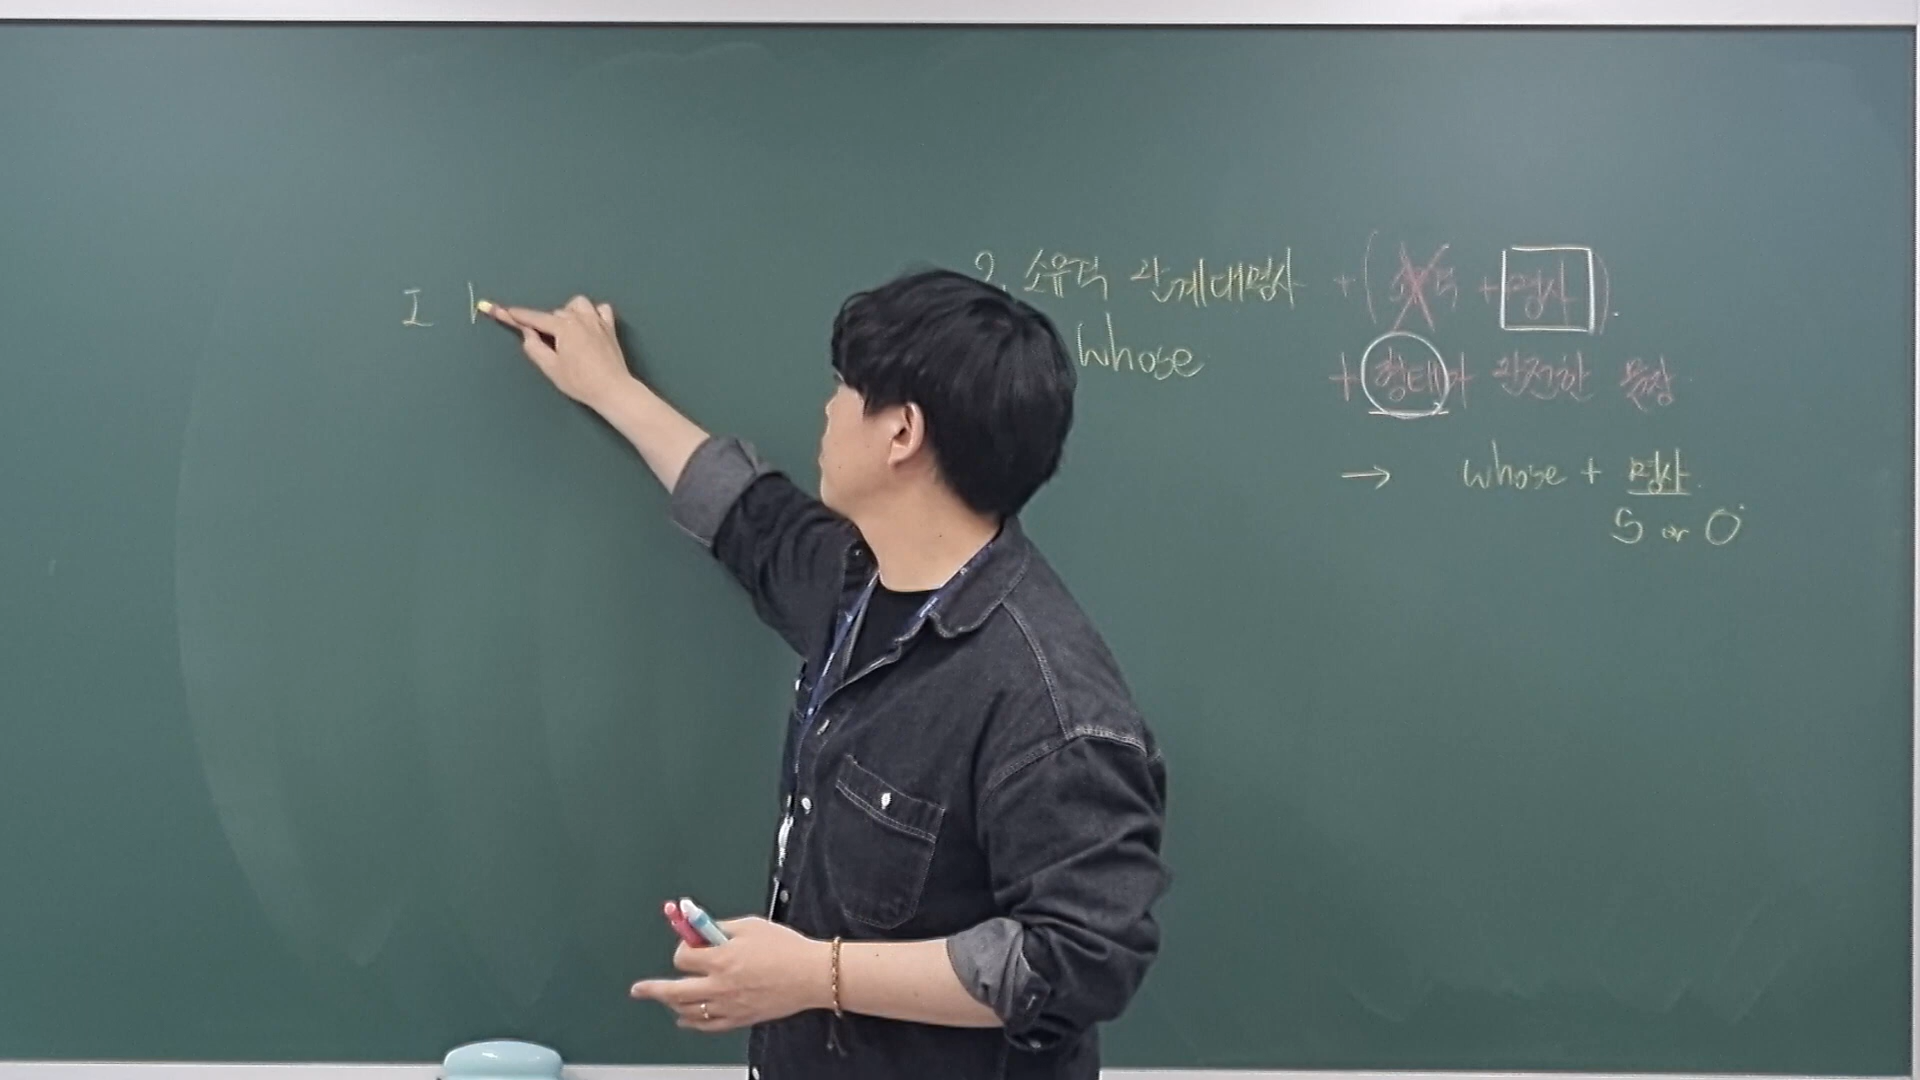 I h
2. 소유격 관계대명사 + ( 소유격 + 명사 ).
whose
+ 형태가 완전한 문장
→ whose + 명사.
S or O